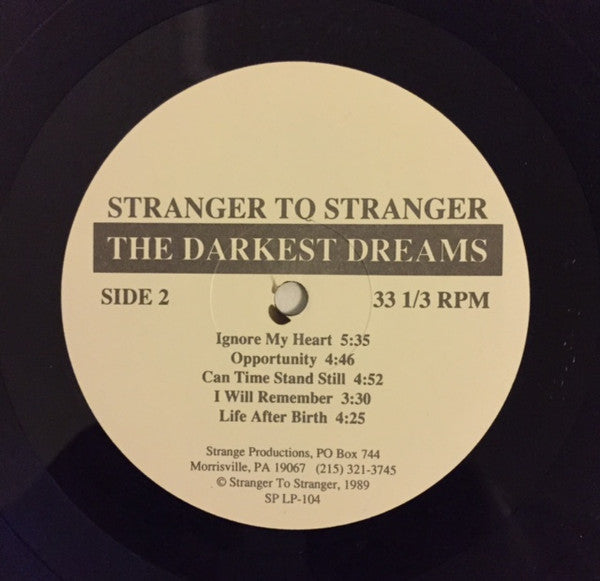 STRANGER TO STRANGER
THE DARKEST DREAMS
SIDE 2 33 1/3 RPM
Ignore My Heart 5:35
Opportunity 4:46
Can Time Stand Still 4:52
I Will Remember 3:30
Life After Birth 4:25
Strange Productions, PO Box 744
Morrisville, PA 19067 (215) 321-3745
© Stranger To Stranger, 1989
SP LP-104